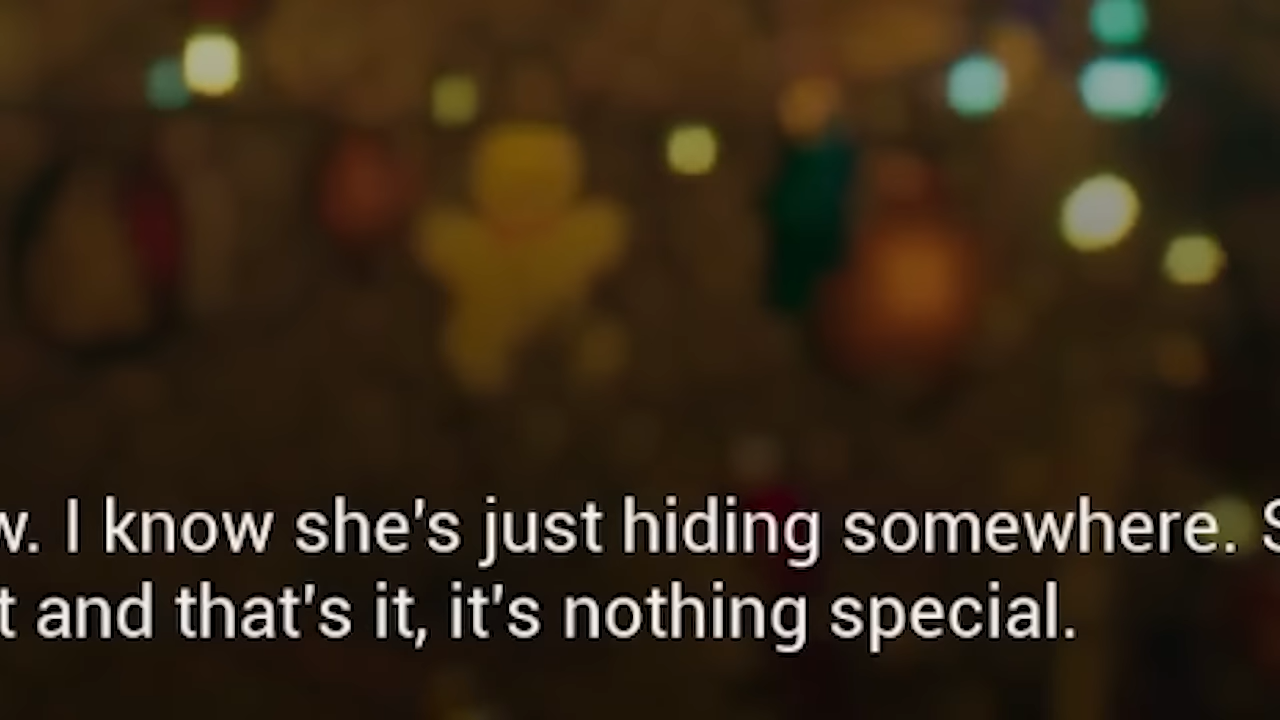 w. I know she's just hiding somewhere. S
t and that's it, it's nothing special.